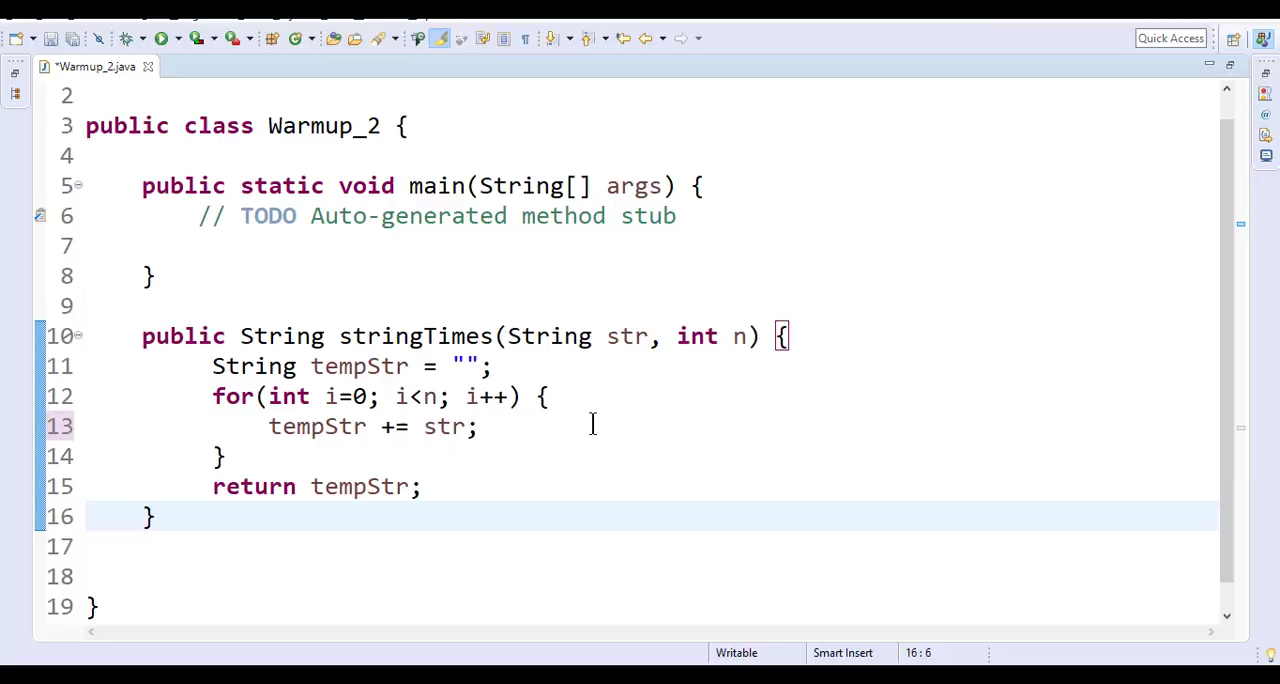 Quick Access
*Warmup_2.java
2
3 public class Warmup_2 {
4
5 public static void main(String[] args) {
6 // TODO Auto-generated method stub
7
8 }
9
10 public String stringTimes(String str, int n) {
11 String tempStr = "";
12 for(int i=0; i<n; i++) {
13 tempStr += str;
14 }
15 return tempStr;
16 }
17
18
19 }
Writable Smart Insert 16 : 6